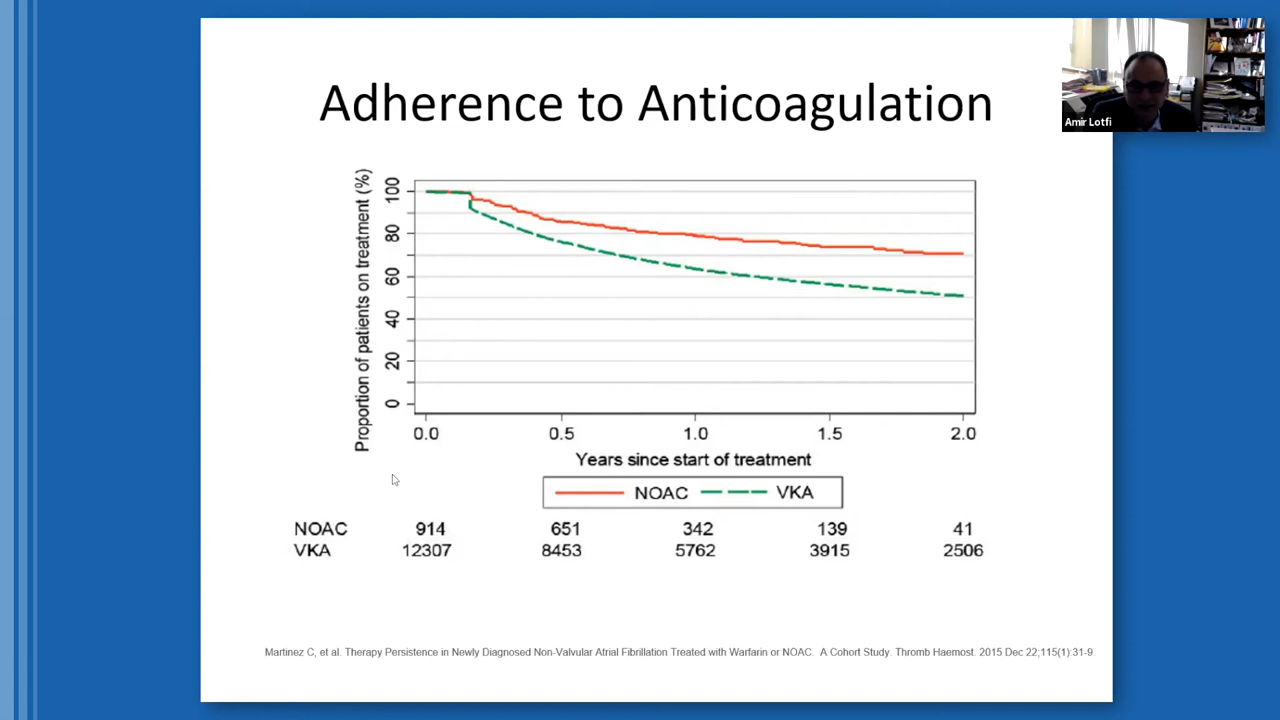 Adherence to Anticoagulation
Amir Lotfi
Proportion of patients on treatment (%)
100
80
60
40
20
0
0.0 0.5 1.0 1.5 2.0
Years since start of treatment
NOAC VKA
NOAC 914 651 342 139 41
VKA 12307 8453 5762 3915 2506
Martinez C, et al. Therapy Persistence in Newly Diagnosed Non-Valvular Atrial Fibrillation Treated with Warfarin or NOAC. A Cohort Study. Thromb Haemost. 2015 Dec 22;115(1):31-9.